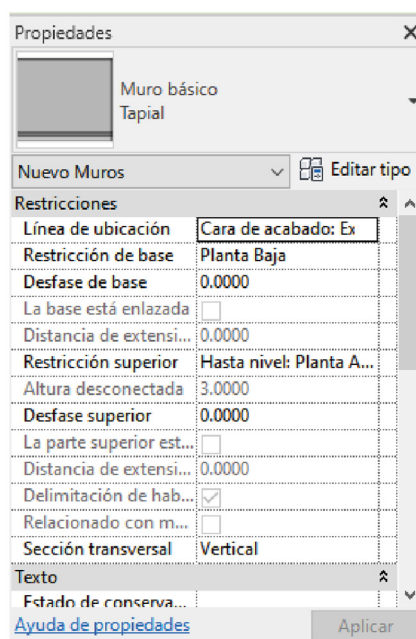 Propiedades
Muro básico
Tapial
Nuevo Muros
Editar tipo
Restricciones
Línea de ubicación Cara de acabado: Ex
Restricción de base Planta Baja
Desfase de base 0.0000
La base está enlazada
Distancia de extensi... 0.0000
Restricción superior Hasta nivel: Planta A...
Altura desconectada 3.0000
Desfase superior 0.0000
La parte superior est...
Distancia de extensi... 0.0000
Delimitación de hab...
Relacionado con m...
Sección transversal Vertical
Texto
Estado de conserva...
Ayuda de propiedades Aplicar